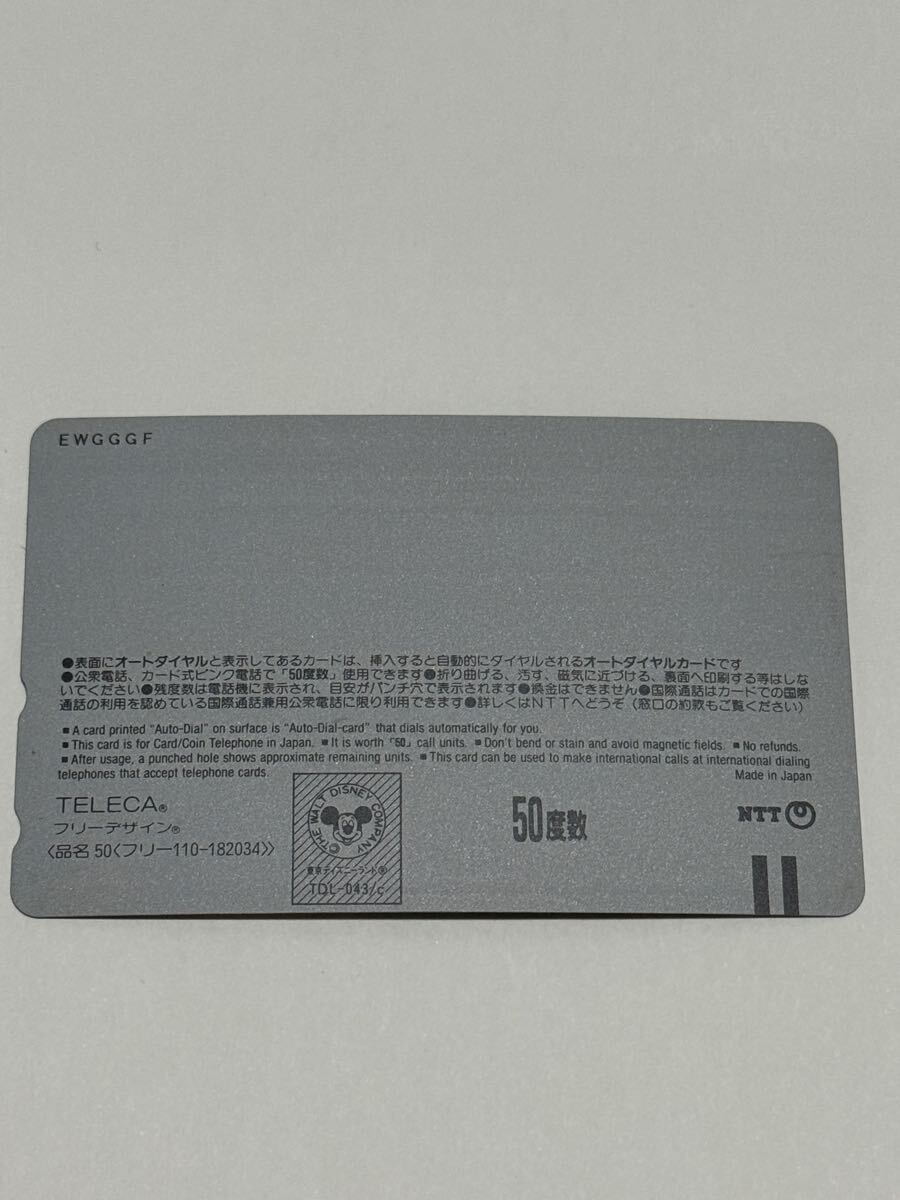 EWGGGF
●表面にオートダイヤルと表示してあるカードは、挿入すると自動的にダイヤルされるオートダイヤルカードです
●公衆電話、カード式ピンク電話で「50度数」使用できます●折り曲げる、汚す、磁気に近づける、裏面へ印刷する等はしな
いでください●残度数は電話機に表示され、目安がパンチ穴で表示されます●換金はできません●国際通話はカードでの国際
通話の利用を認めている国際通話兼用公衆電話に限り利用できます●詳しくはNTTへどうぞ（窓口の約款もご覧ください）
■ A card printed “Auto-Dial” on surface is “Auto-Dial-card” that dials automatically for you.
■ This card is for Card/Coin Telephone in Japan. ■ It is worth「50」call units. ■ Don't bend or stain and avoid magnetic fields. ■ No refunds.
■ After usage, a punched hole shows approximate remaining units. ■ This card can be used to make international calls at international dialing
telephones that accept telephone cards. Made in Japan
TELECA®
フリーデザイン®
〈品名 50〈フリー110-182034〉〉
©THE WALT DISNEY COMPANY
東京ディズニーランド®
TDL-043/c
50度数
NTT